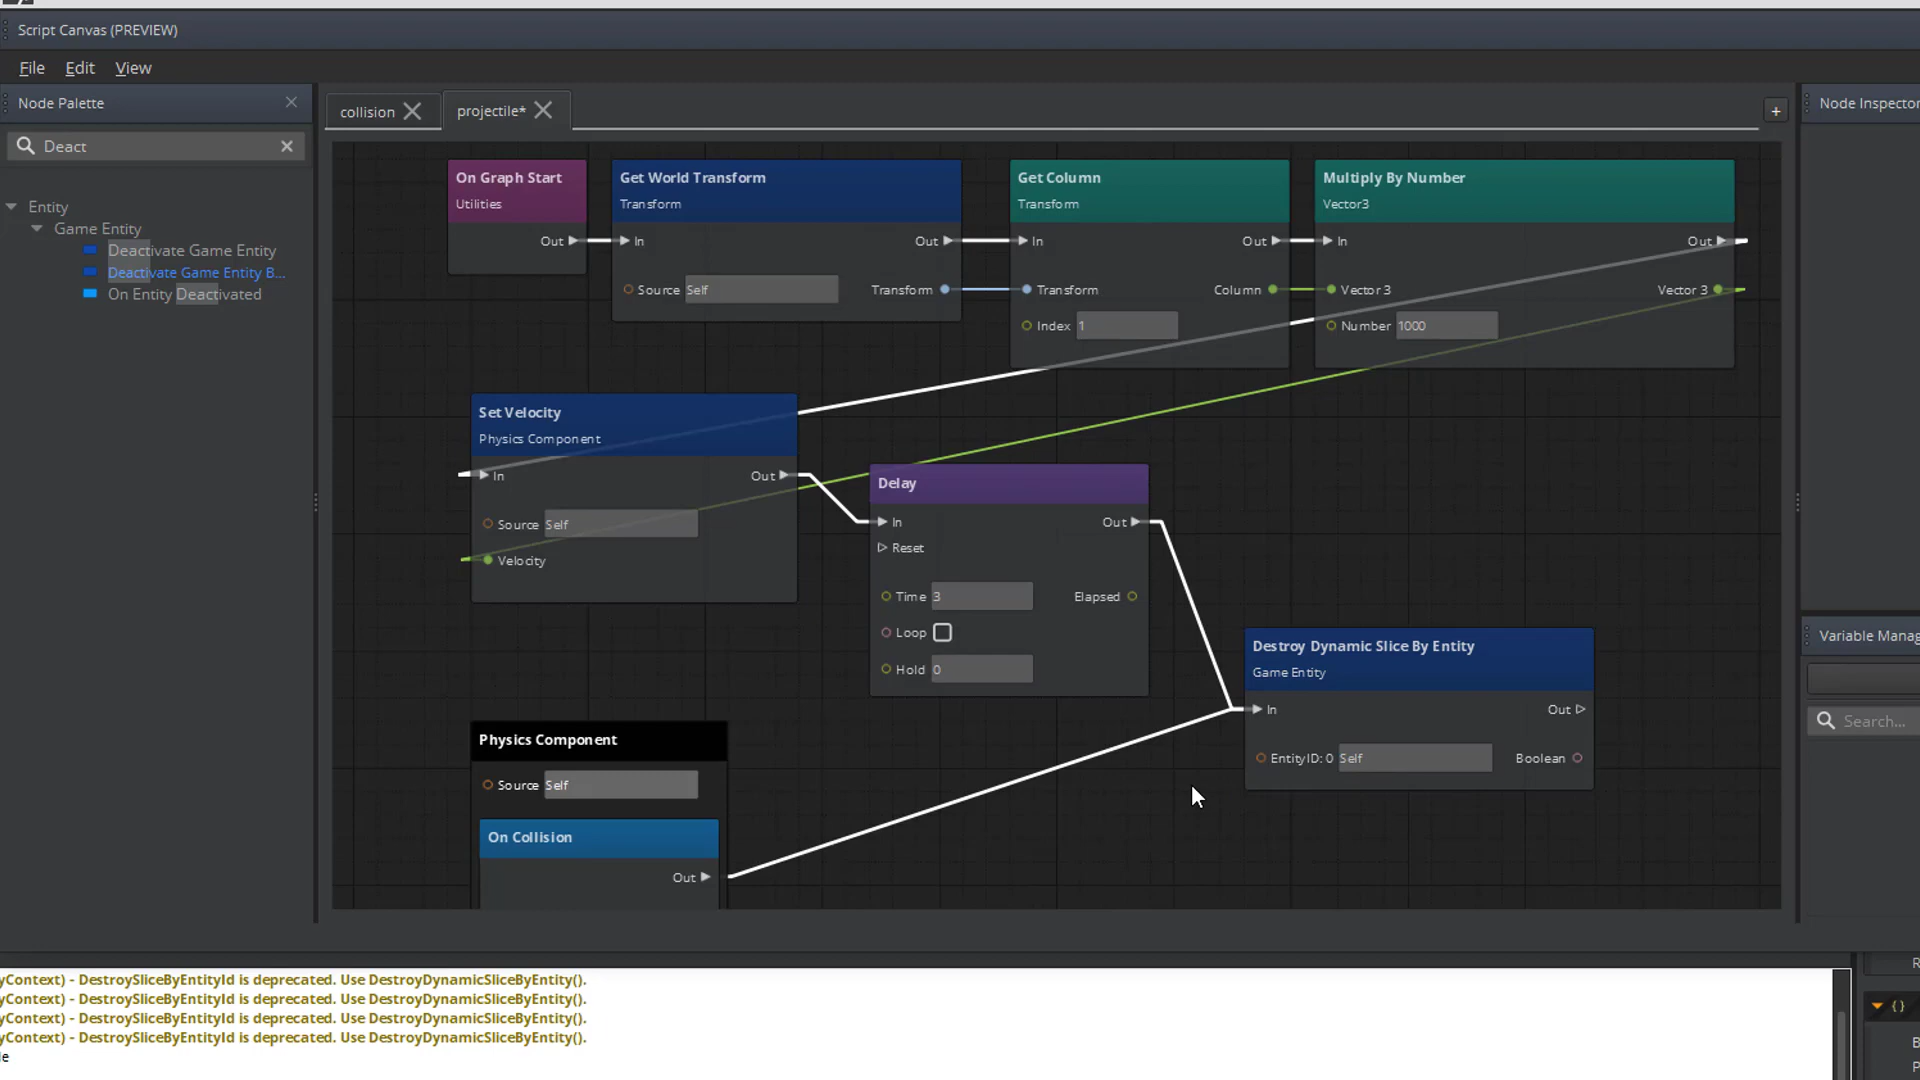 Script Canvas (PREVIEW)
File Edit View
Node Palette
Deact
Entity
Game Entity
Deactivate Game Entity
Deactivate Game Entity B...
On Entity Deactivated
collision
projectile*
+
On Graph Start
Utilities
Out
Get World Transform
Transform
In Out
Source Self Transform
Get Column
Transform
In Out
Transform Column
Index 1
Multiply By Number
Vector3
In Out
Vector 3 Vector 3
Number 1000
Set Velocity
Physics Component
In Out
Source Self
Velocity
Delay
In Out
Reset
Time 3 Elapsed
Loop
Hold 0
Destroy Dynamic Slice By Entity
Game Entity
In Out
EntityID: 0 Self Boolean
Physics Component
Source Self
On Collision
Out
Node Inspector
Variable Manag
Search...
yContext) - DestroySliceByEntityId is deprecated. Use DestroyDynamicSliceByEntity().
yContext) - DestroySliceByEntityId is deprecated. Use DestroyDynamicSliceByEntity().
yContext) - DestroySliceByEntityId is deprecated. Use DestroyDynamicSliceByEntity().
yContext) - DestroySliceByEntityId is deprecated. Use DestroyDynamicSliceByEntity().
le
{}